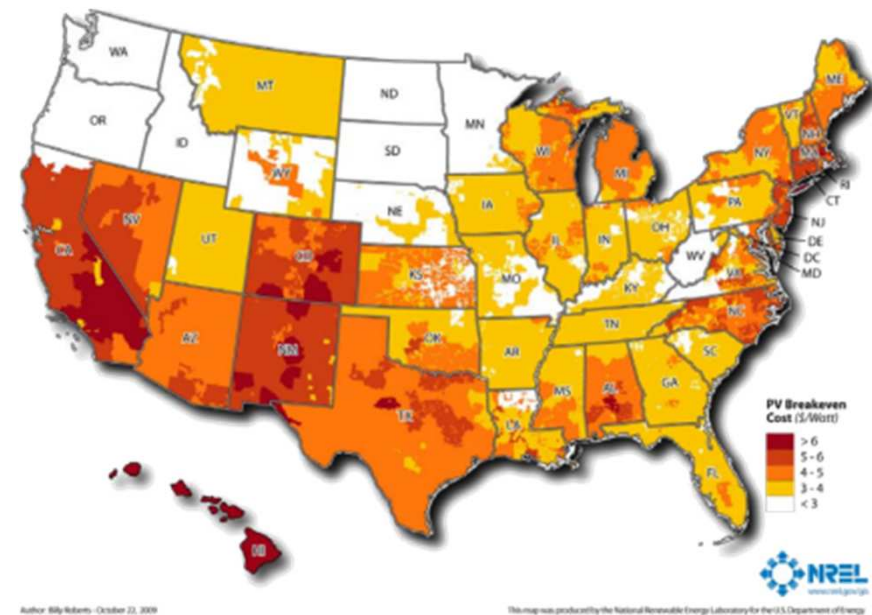 WA
OR
ID
MT
ND
SD
MN
WY
NE
NV
UT
CA
CO
KS
IA
WI
MI
IL
IN
OH
MO
KY
WV
PA
NY
VT
NH
MA
ME
RI
CT
NJ
DE
DC
MD
VA
NC
TN
SC
AZ
NM
OK
AR
TX
LA
MS
AL
GA
FL
HI
PV Breakeven
Cost ($/Watt)
> 6
5 - 6
4 - 5
3 - 4
< 3
NREL
www.nrel.gov/gis
Author: Billy Roberts - October 22, 2009
This map was produced by the National Renewable Energy Laboratory for the U.S. Department of Energy